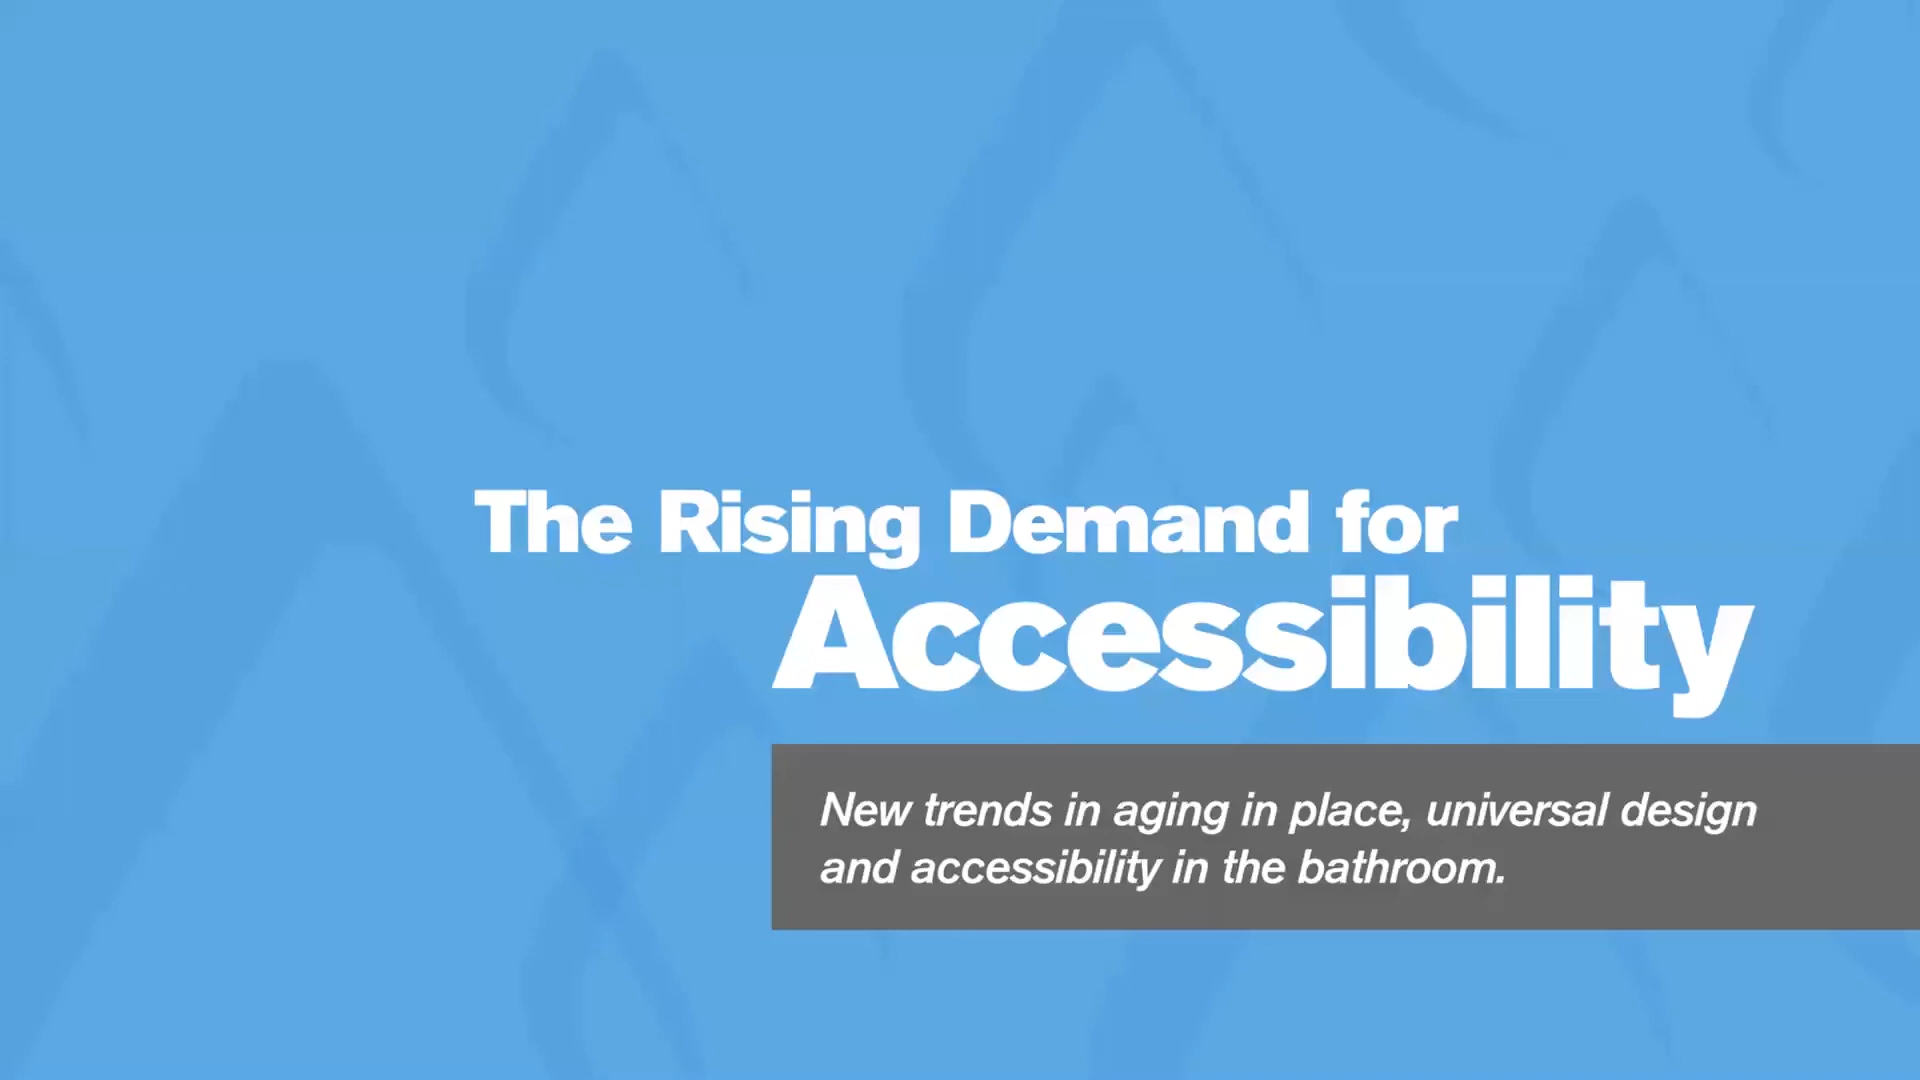 The Rising Demand for
Accessibility
New trends in aging in place, universal design
and accessibility in the bathroom.